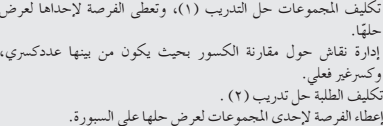 تكليف المجموعات حل التدريب (١)، وتعطى الفرصة لإحداها لعرض
حلها.
إدارة نقاش حول مقارنة الكسور بحيث يكون من بينها عددكسري،
وكسرغير فعلي.
تكليف الطلبة حل تدريب (٢) .
إعطاء الفرصة لإحدى المجموعات لعرض حلها على السبورة.